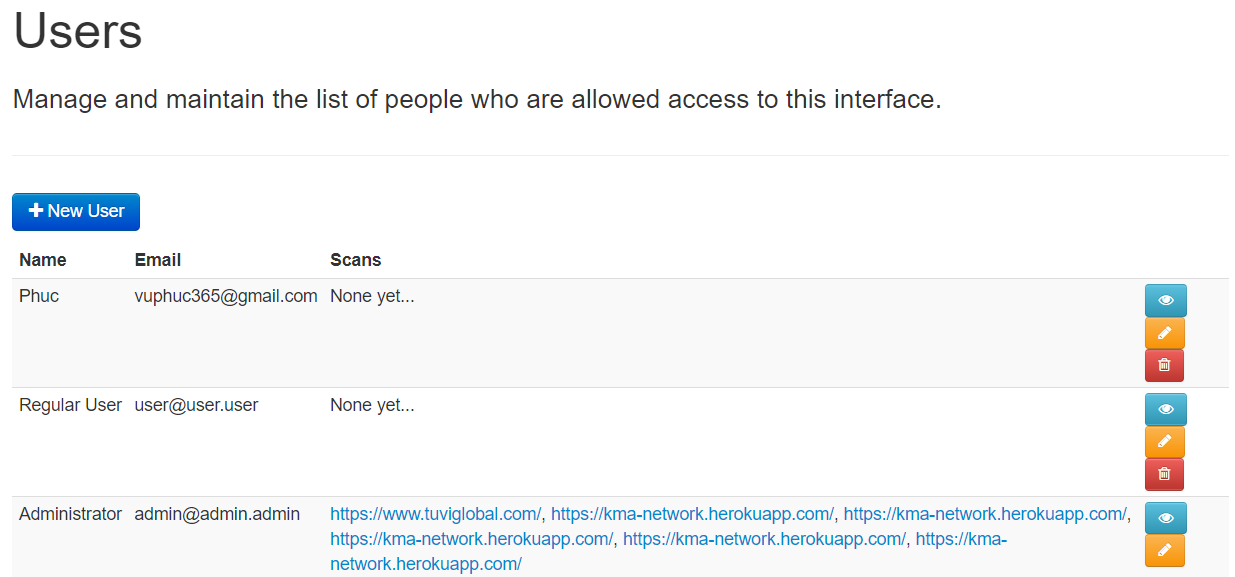 Users
Manage and maintain the list of people who are allowed access to this interface.
New User
Name Email Scans
Phuc vuphuc365@gmail.com None yet...
Regular User user@user.user None yet...
Administrator admin@admin.admin https://www.tuviglobal.com/, https://kma-network.herokuapp.com/, https://kma-network.herokuapp.com/,
https://kma-network.herokuapp.com/, https://kma-network.herokuapp.com/, https://kma-
network.herokuapp.com/